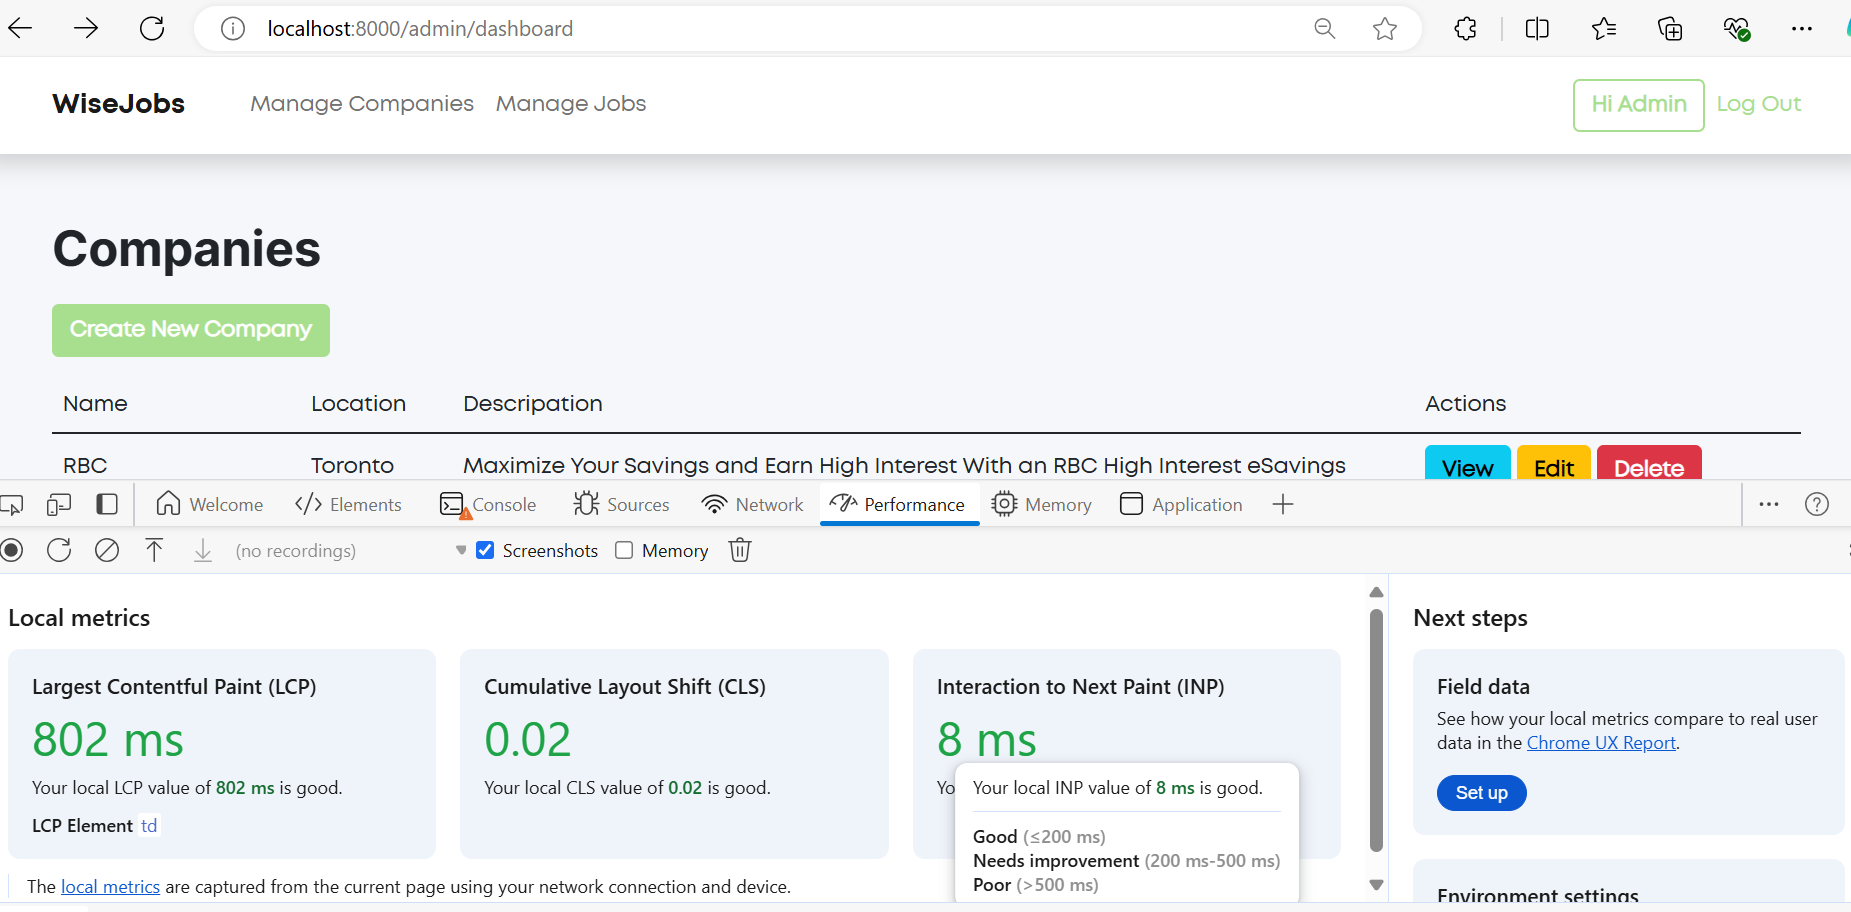 localhost:8000/admin/dashboard
WiseJobs Manage Companies Manage Jobs Hi Admin Log Out
Companies
Create New Company
Name Location Descripation Actions
RBC Toronto Maximize Your Savings and Earn High Interest With an RBC High Interest eSavings View Edit Delete
Welcome Elements Console Sources Network Performance Memory Application
(no recordings) Screenshots Memory
Local metrics
Largest Contentful Paint (LCP)
802 ms
Your local LCP value of 802 ms is good.
LCP Element td
Cumulative Layout Shift (CLS)
0.02
Your local CLS value of 0.02 is good.
Interaction to Next Paint (INP)
8 ms
Yo
Your local INP value of 8 ms is good.
Good (≤200 ms)
Needs improvement (200 ms-500 ms)
Poor (>500 ms)
The local metrics are captured from the current page using your network connection and device.
Next steps
Field data
See how your local metrics compare to real user
data in the Chrome UX Report.
Set up
Environment settings